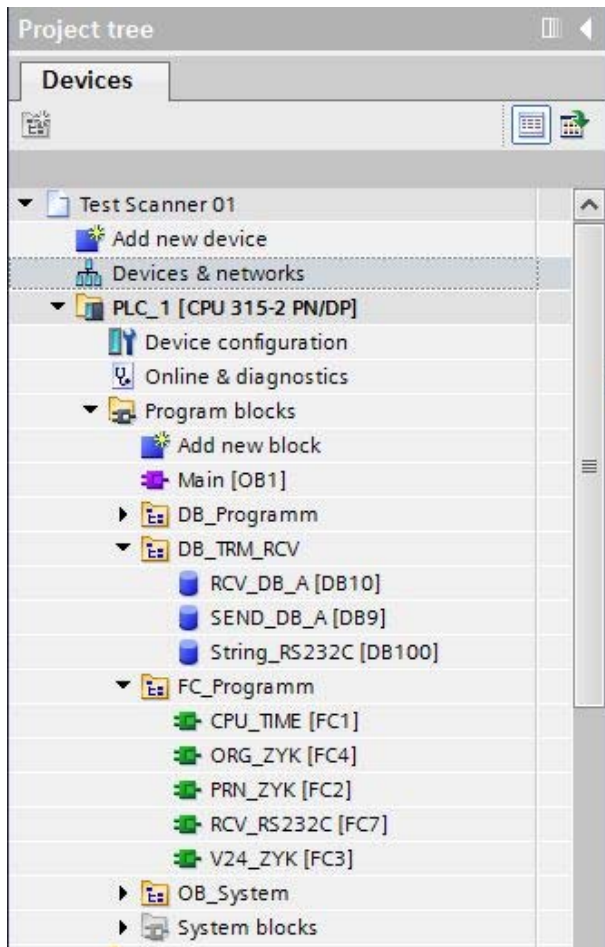 Project tree
Devices
Test Scanner 01
Add new device
Devices & networks
PLC_1 [CPU 315-2 PN/DP]
Device configuration
Online & diagnostics
Program blocks
Add new block
Main [OB1]
DB_Programm
DB_TRM_RCV
RCV_DB_A [DB10]
SEND_DB_A [DB9]
String_RS232C [DB100]
FC_Programm
CPU_TIME [FC1]
ORG_ZYK [FC4]
PRN_ZYK [FC2]
RCV_RS232C [FC7]
V24_ZYK [FC3]
OB_System
System blocks